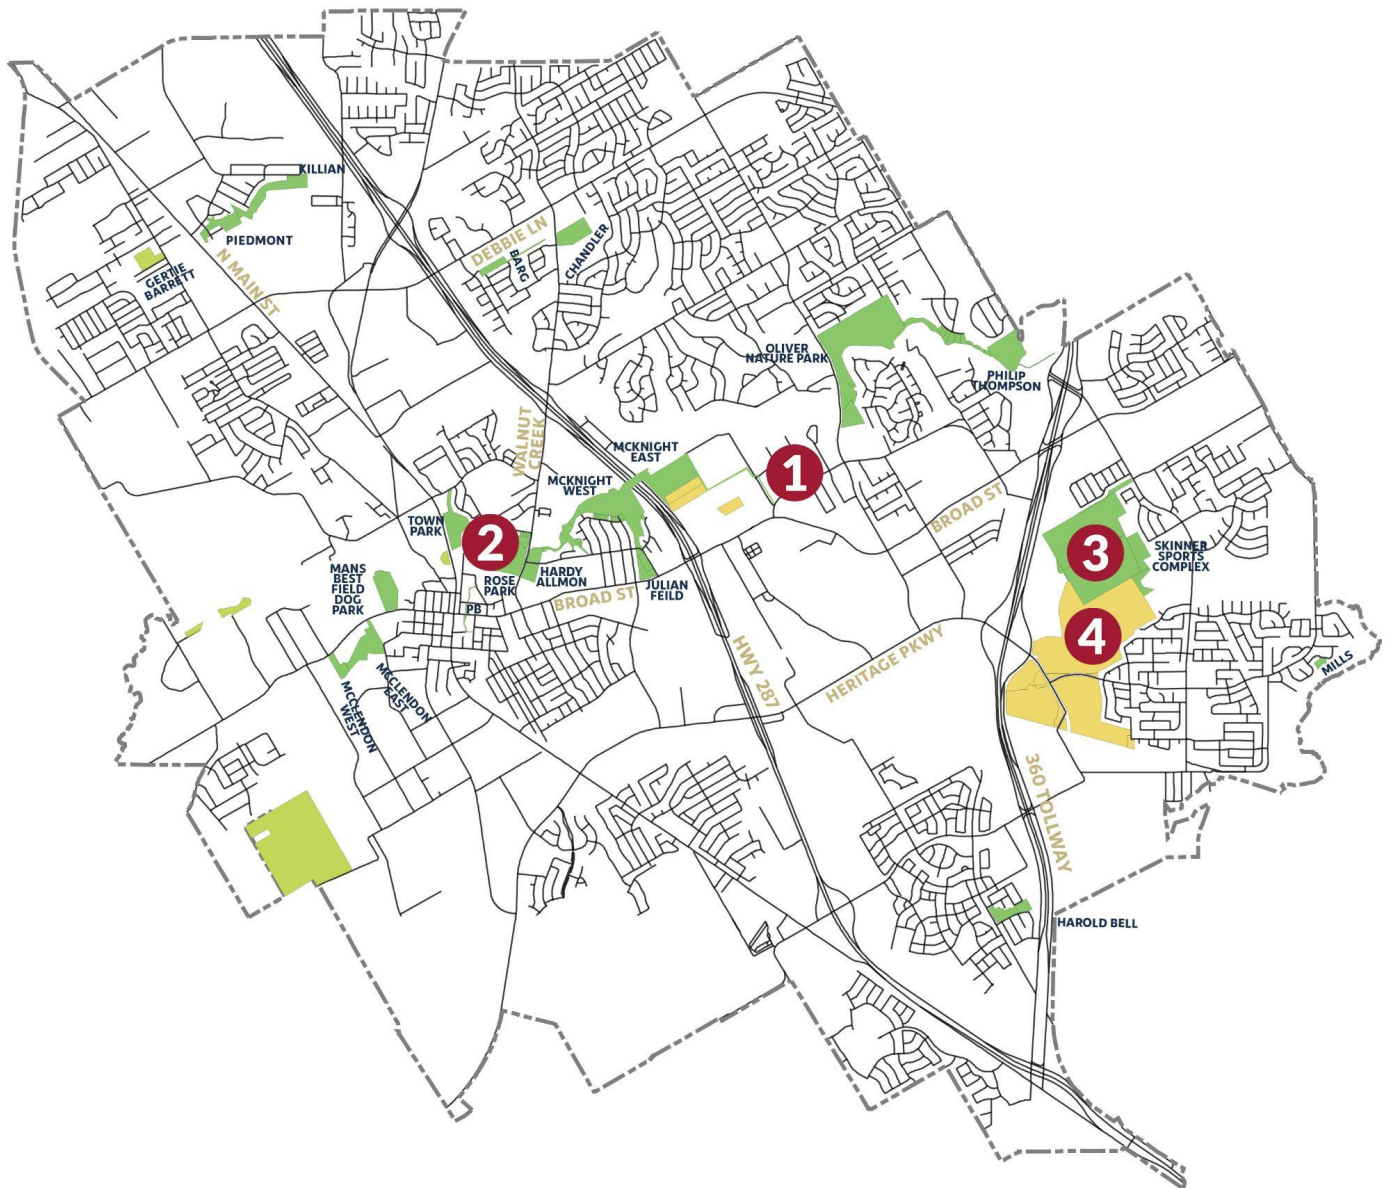 KILLIAN
PIEDMONT
GERTIE
BARRETT
N MAIN ST
DEBBIE LN
BARG
CHANDLER
OLIVER
NATURE PARK
PHILIP
THOMPSON
WALNUT
CREEK
MCKNIGHT
EAST
MCKNIGHT
WEST
1
BROAD ST
TOWN
PARK
2
3
SKINNER
SPORTS
COMPLEX
MANS
BEST
FIELD
DOG
PARK
ROSE
PARK
HARDY
ALLMON
JULIAN
FEILD
PB
BROAD ST
4
MILLS
HWY 287
HERITAGE PKWY
MCCLENDON
EAST
MCCLENDON
WEST
360 TOLLWAY
HAROLD BELL